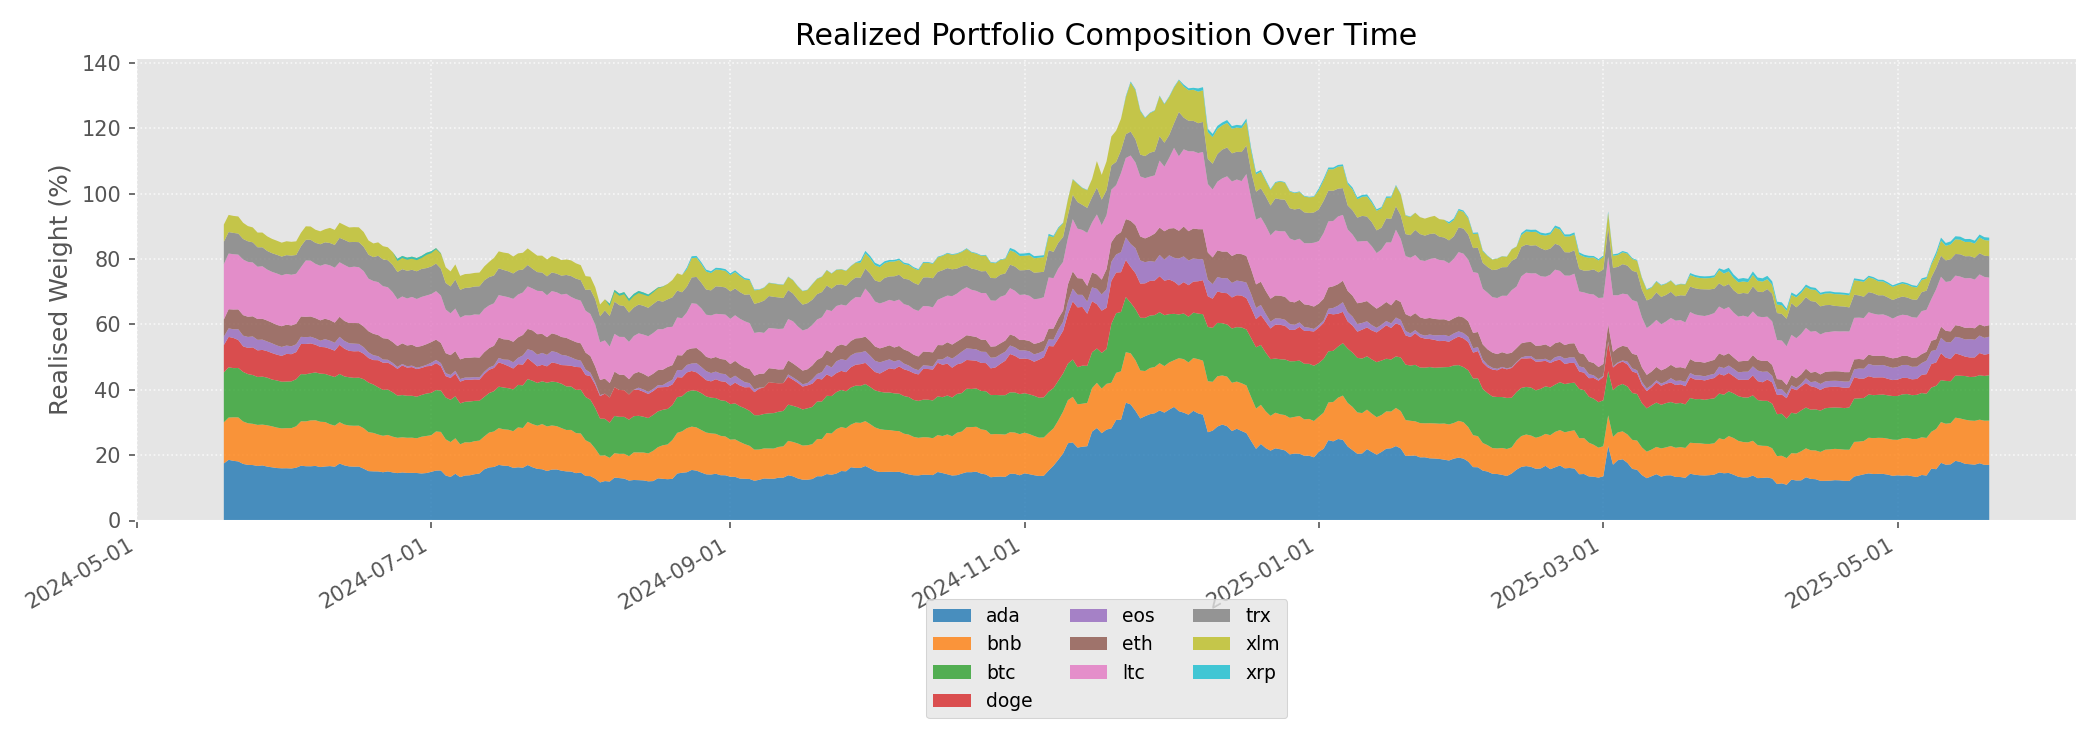 Realized Portfolio Composition Over Time
Realised Weight (%)
140
120
100
80
60
40
20
0
2024-05-01
2024-07-01
2024-09-01
2024-11-01
2025-01-01
2025-03-01
2025-05-01
ada
bnb
btc
doge
eos
eth
ltc
trx
xlm
xrp